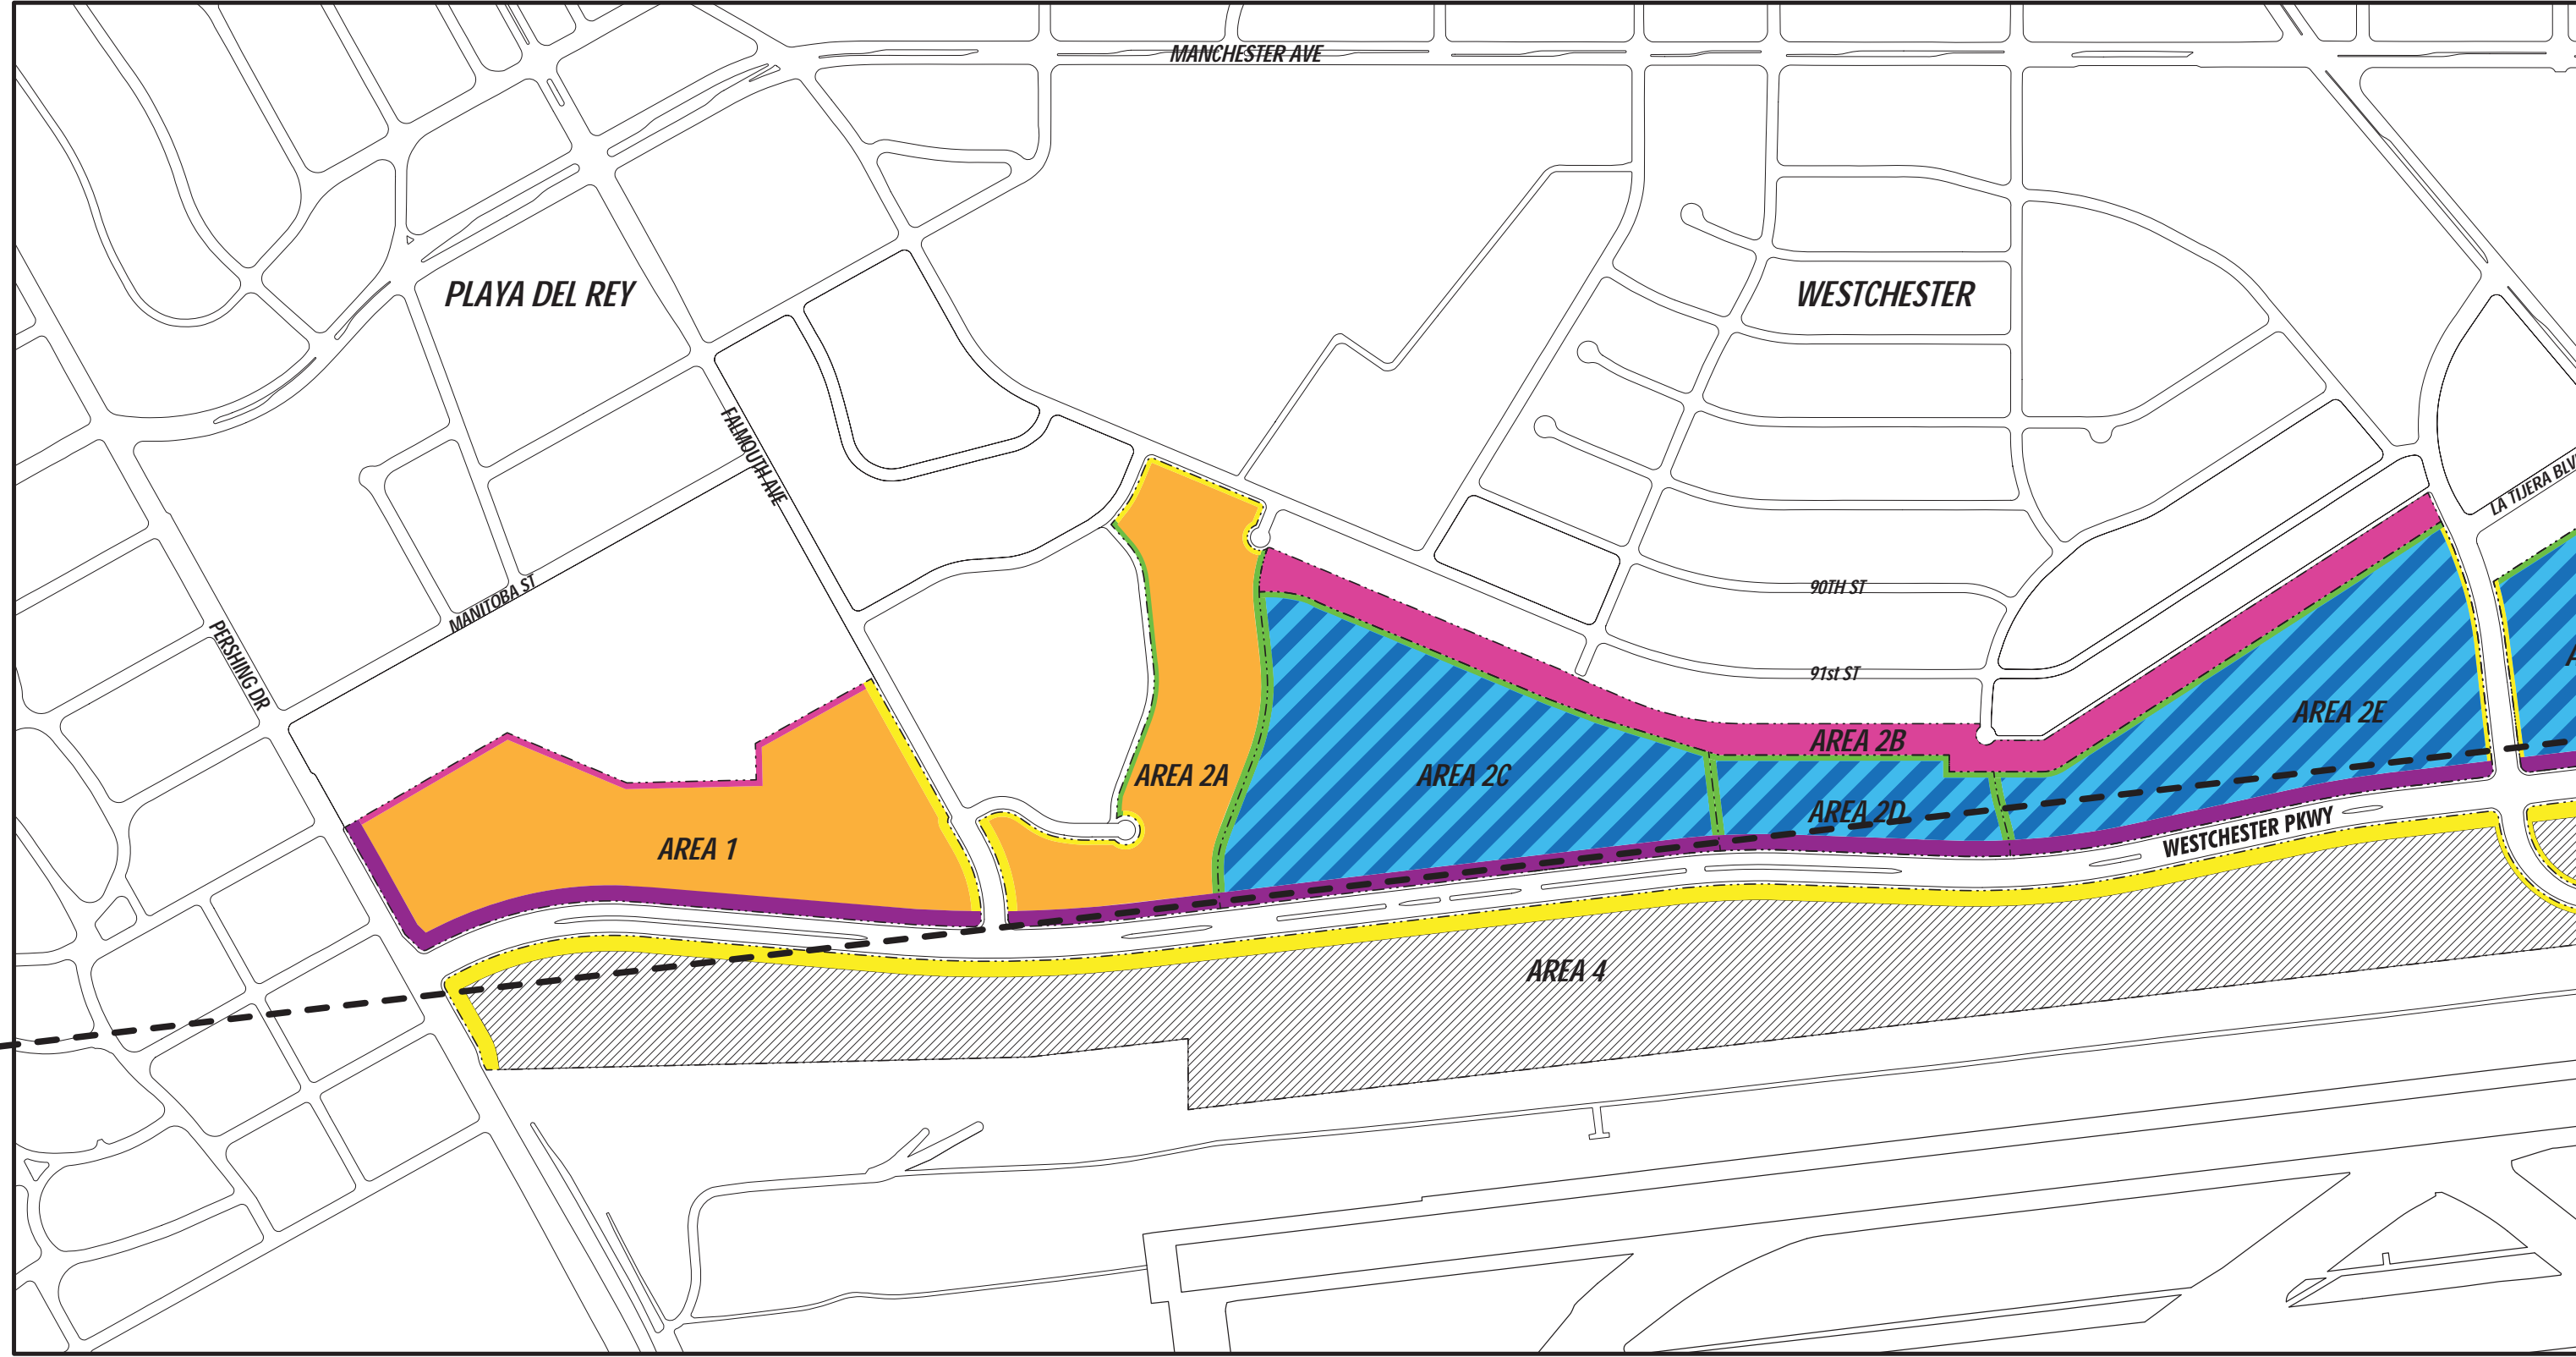 MANCHESTER AVE
PLAYA DEL REY
WESTCHESTER
FALMOUTH AVE
LA TIJERA BLV
MANITOBA ST
90TH ST
PERSHING DR
91st ST
AREA 2E
AREA 2B
AREA 2A
AREA 2C
AREA 2D
WESTCHESTER PKWY
AREA 1
AREA 4